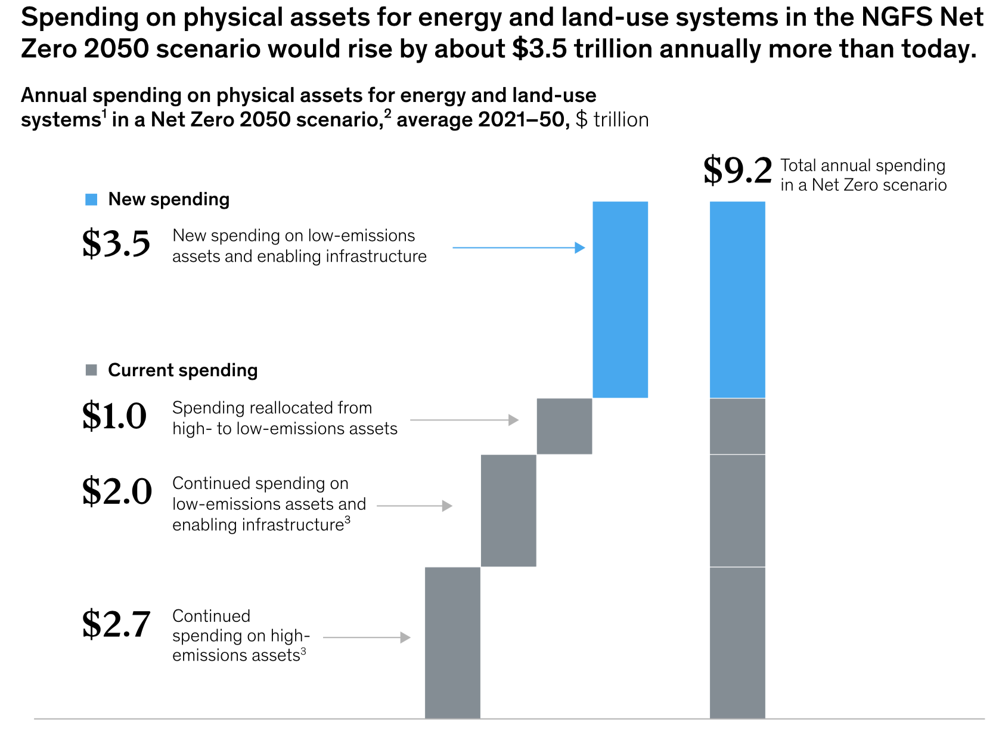 Spending on physical assets for energy and land-use systems in the NGFS Net
Zero 2050 scenario would rise by about $3.5 trillion annually more than today.
Annual spending on physical assets for energy and land-use
systems¹ in a Net Zero 2050 scenario,² average 2021–50, $ trillion
$9.2 Total annual spending
in a Net Zero scenario
New spending
$3.5 New spending on low-emissions
assets and enabling infrastructure
Current spending
$1.0 Spending reallocated from
high- to low-emissions assets
$2.0 Continued spending on
low-emissions assets and
enabling infrastructure³
$2.7 Continued
spending on high-
emissions assets³